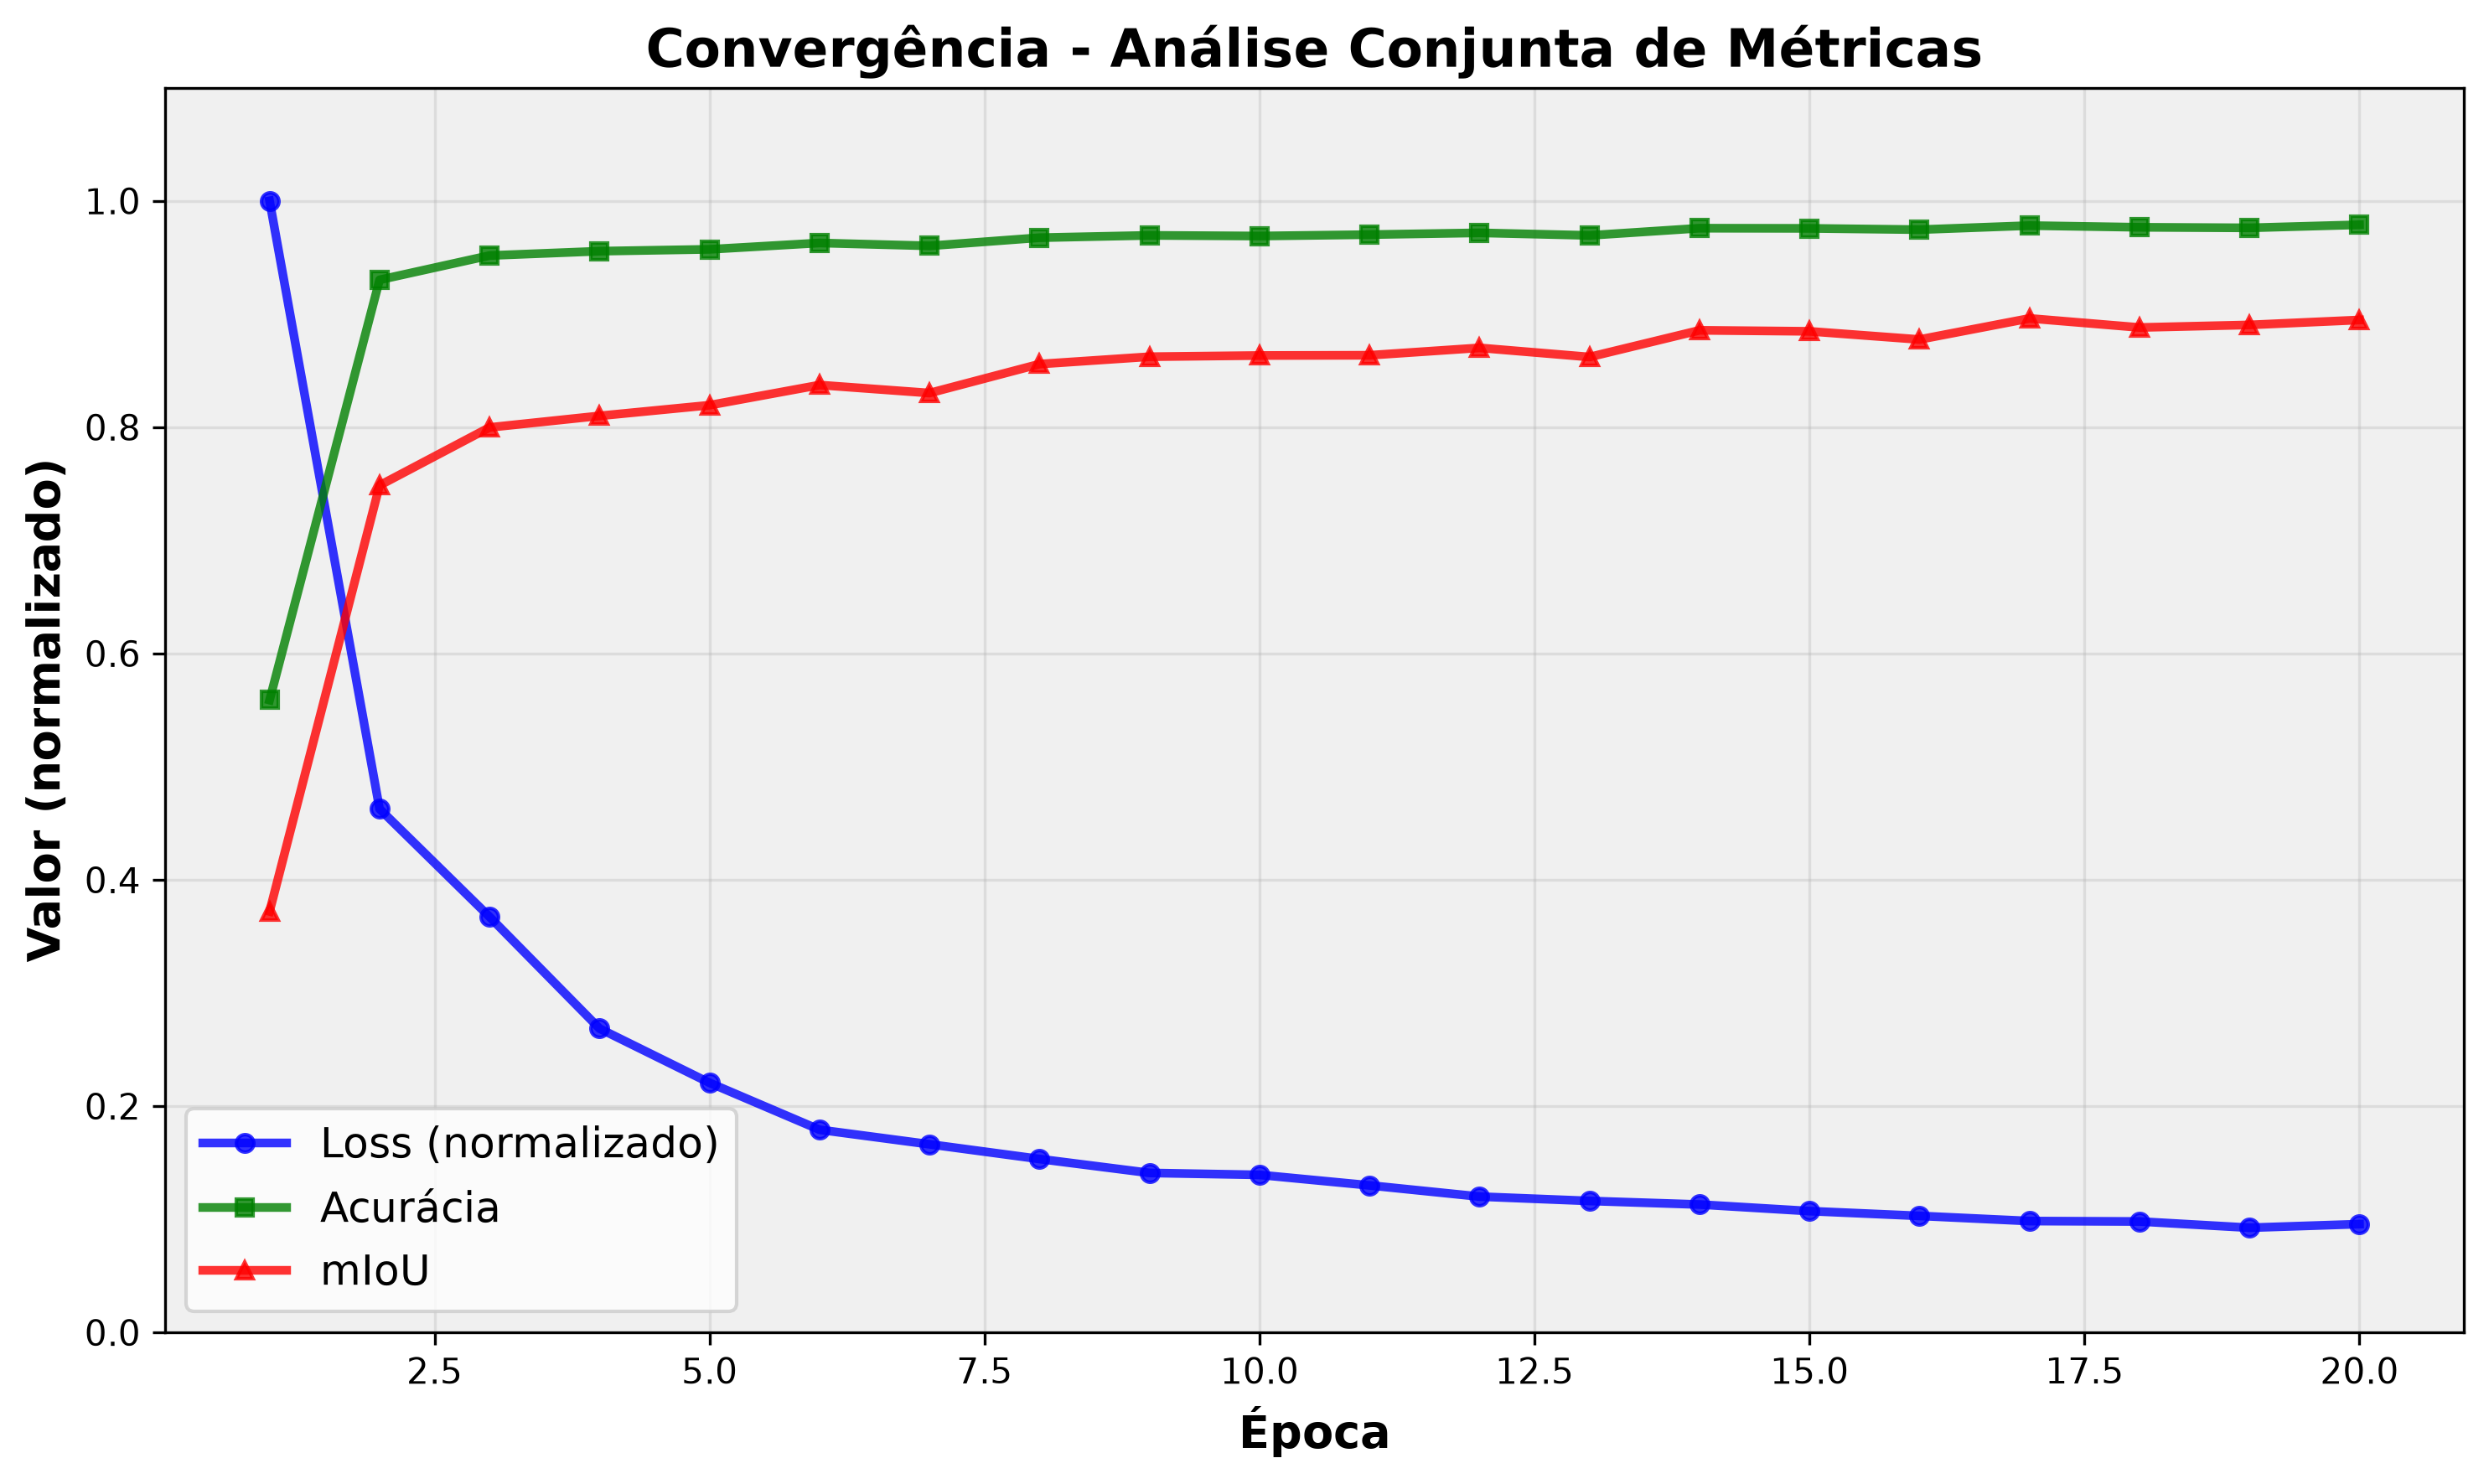 Convergência - Análise Conjunta de Métricas
Valor (normalizado)
1.0
0.8
0.6
0.4
0.2
0.0
Loss (normalizado)
Acurácia
mIoU
2.5 5.0 7.5 10.0 12.5 15.0 17.5 20.0
Época